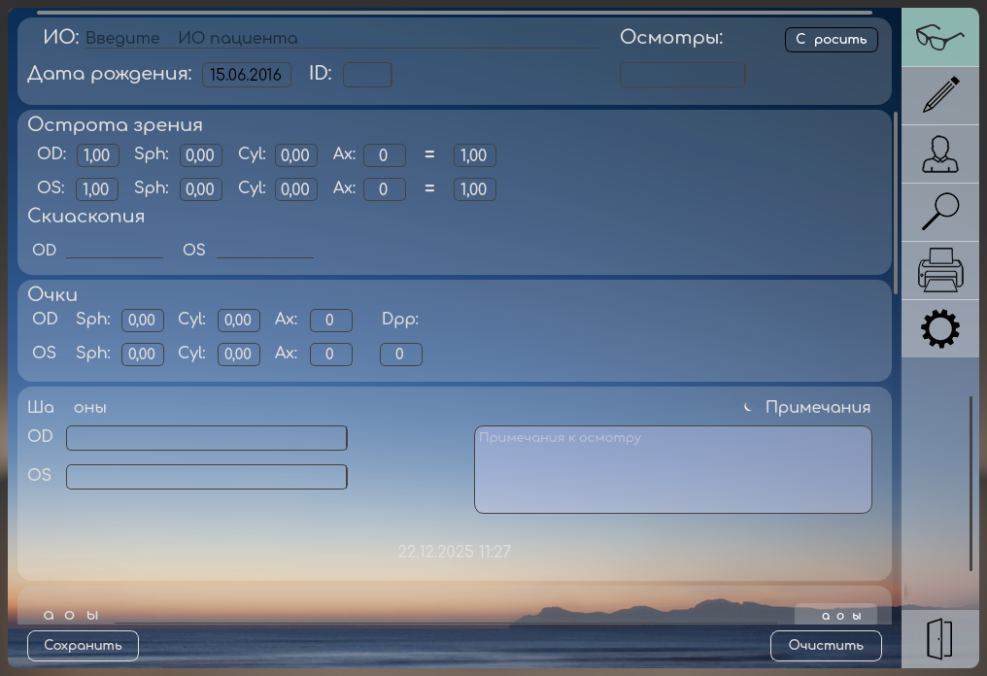 ИО: Введите ИО пациента
Осмотры:
С росить
Дата рождения: 15.06.2016 ID:
Острота зрения
OD: 1,00 Sph: 0,00 Cyl: 0,00 Ax: 0 = 1,00
OS: 1,00 Sph: 0,00 Cyl: 0,00 Ax: 0 = 1,00
Скиаскопия
OD OS
Очки
OD Sph: 0,00 Cyl: 0,00 Ax: 0 Dpp:
OS Sph: 0,00 Cyl: 0,00 Ax: 0 0
Ша оны
Примечания
OD
Примечания к осмотру
OS
22.12.2025 11:27
а о ы
а о ы
Сохранить
Очистить